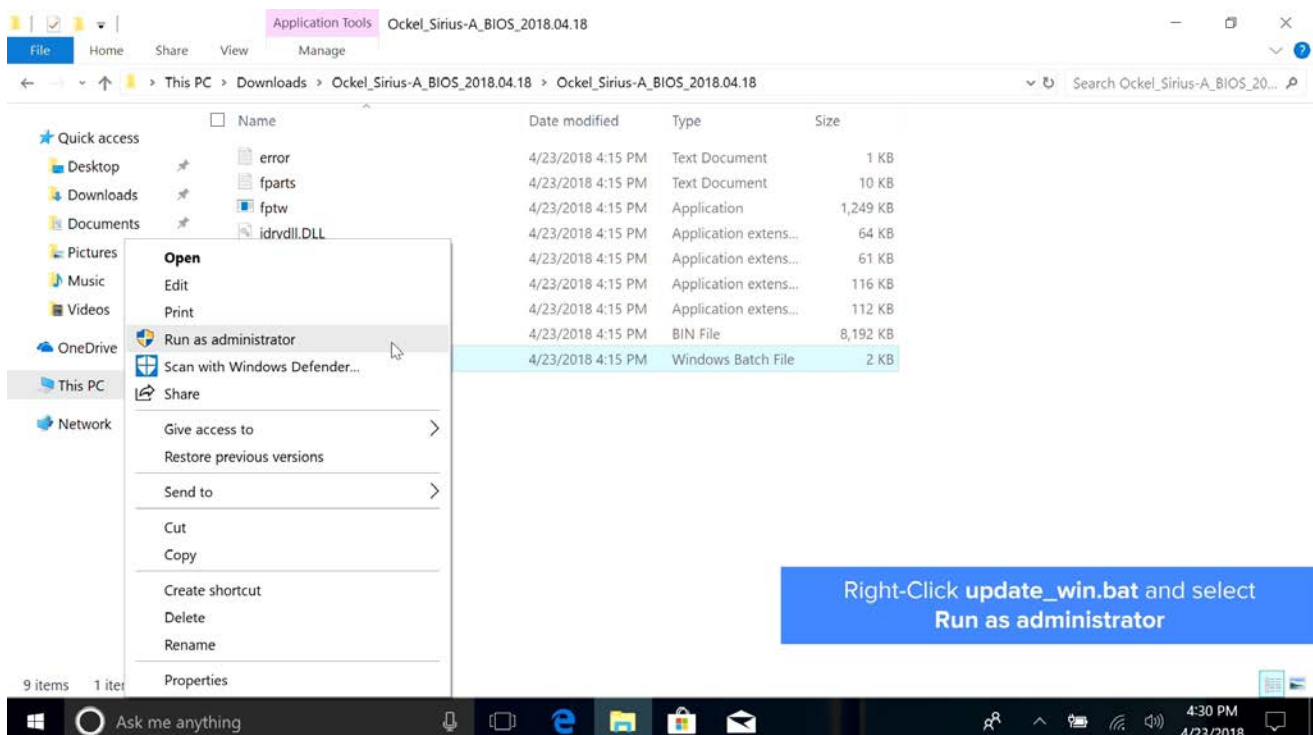 Application Tools Ockel_Sirius-A_BIOS_2018.04.18
File Home Share View Manage
This PC > Downloads > Ockel_Sirius-A_BIOS_2018.04.18 > Ockel_Sirius-A_BIOS_2018.04.18
Search Ockel_Sirius-A_BIOS_20...
Name Date modified Type Size
Quick access
Desktop
Downloads
Documents
Pictures
Music
Videos
OneDrive
This PC
Network
error 4/23/2018 4:15 PM Text Document 1 KB
fparts 4/23/2018 4:15 PM Text Document 10 KB
fptw 4/23/2018 4:15 PM Application 1,249 KB
idrvdll.DLL 4/23/2018 4:15 PM Application extens... 64 KB
4/23/2018 4:15 PM Application extens... 61 KB
4/23/2018 4:15 PM Application extens... 116 KB
4/23/2018 4:15 PM Application extens... 112 KB
4/23/2018 4:15 PM BIN File 8,192 KB
4/23/2018 4:15 PM Windows Batch File 2 KB
Open
Edit
Print
Run as administrator
Scan with Windows Defender...
Share
Give access to
Restore previous versions
Send to
Cut
Copy
Create shortcut
Delete
Rename
Properties
Right-Click update_win.bat and select
Run as administrator
9 items 1 ite
Ask me anything
4:30 PM
4/23/2018